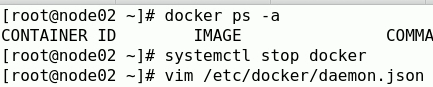 [root@node02 ~]# docker ps -a
CONTAINER ID        IMAGE               COMMA
[root@node02 ~]# systemctl stop docker
[root@node02 ~]# vim /etc/docker/daemon.json